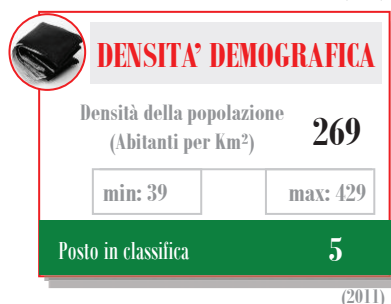 DENSITA' DEMOGRAFICA
Densità della popolazione
(Abitanti per Km²)
269
min: 39
max: 429
Posto in classifica 5
(2011)